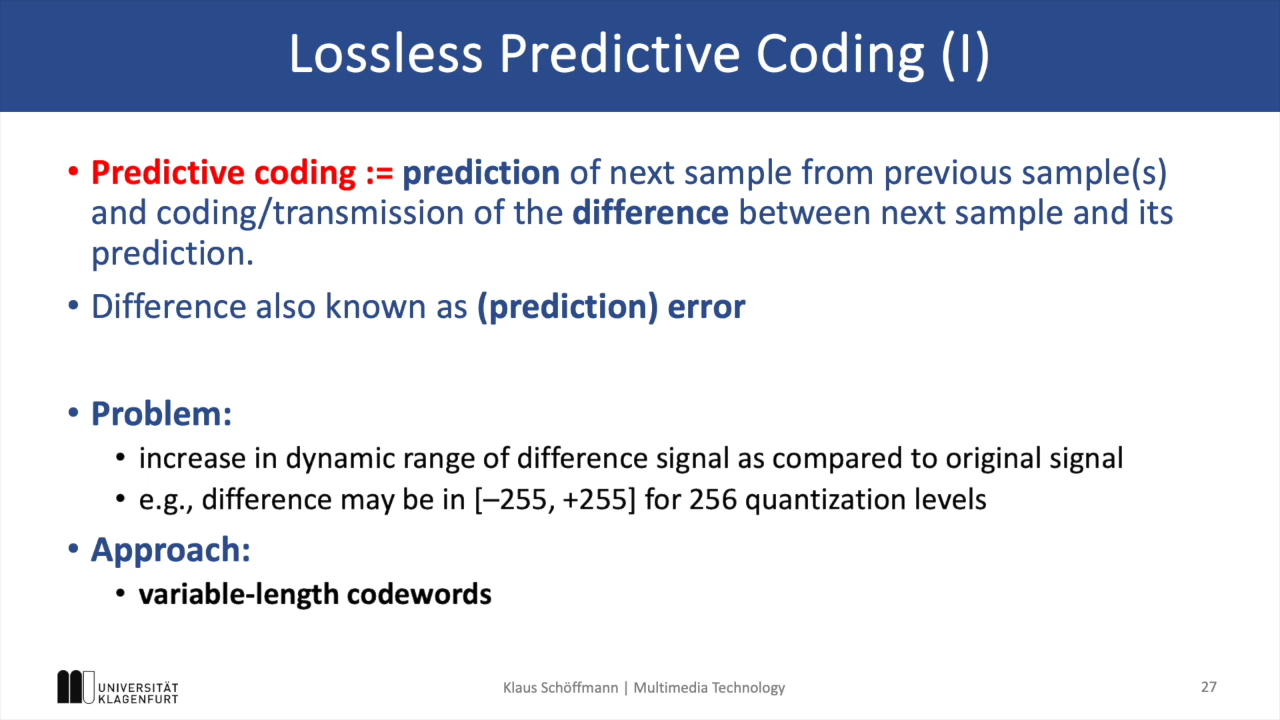 Lossless Predictive Coding (I)
• Predictive coding := prediction of next sample from previous sample(s)
and coding/transmission of the difference between next sample and its
prediction.
• Difference also known as (prediction) error
• Problem:
• increase in dynamic range of difference signal as compared to original signal
• e.g., difference may be in [–255, +255] for 256 quantization levels
• Approach:
• variable-length codewords
UNIVERSITÄT
KLAGENFURT
Klaus Schöffmann | Multimedia Technology
27